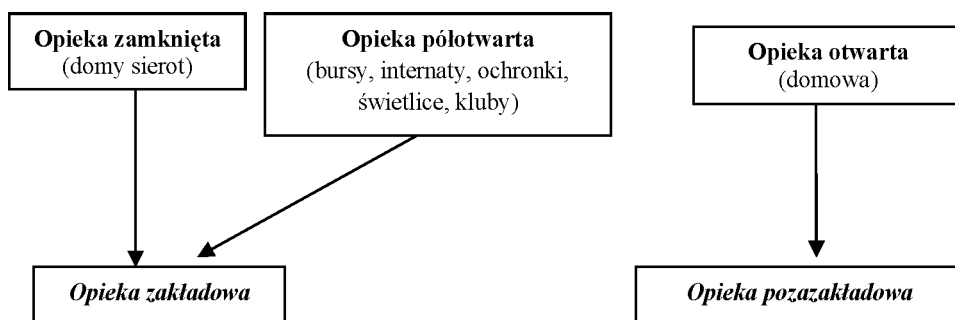 Opieka zamknięta
(domy sierot)
Opieka półotwarta
(bursy, internaty, ochronki,
świetlice, kluby)
Opieka otwarta
(domowa)
Opieka zakładowa
Opieka pozazakładowa